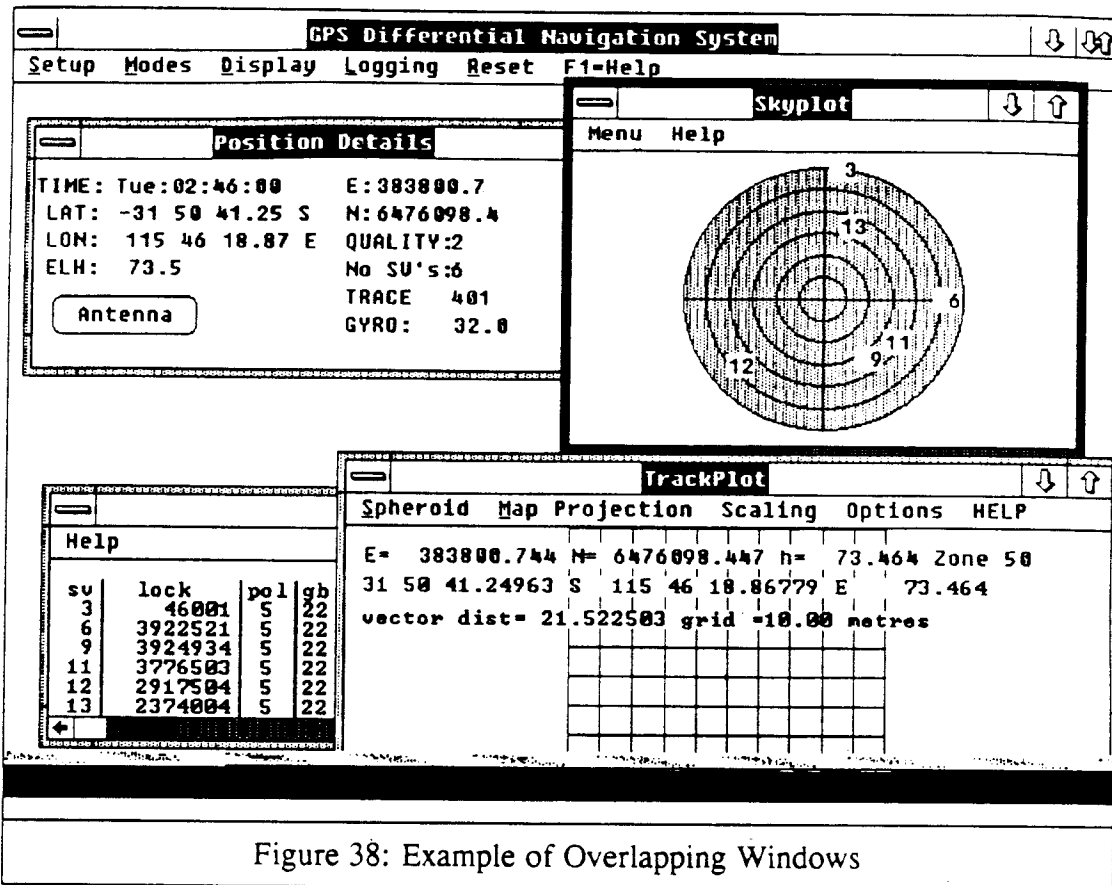 GPS Differential Navigation System
Setup Modes Display Logging Reset F1=Help
Position Details
TIME: Tue:02:46:00 E:383800.7
LAT: -31 50 41.25 S N:6476098.4
LON: 115 46 18.87 E QUALITY:2
ELH: 73.5 No SV's:6
TRACE 401
Antenna
GYRO: 32.0
Skyplot
Menu Help
3
13
6
11
9
12
Help
sv lock pol gb
3 46001 5 22
6 3922521 5 22
9 3924934 5 22
11 3776503 5 22
12 2917504 5 22
13 2374004 5 22
TrackPlot
Spheroid Map Projection Scaling Options HELP
E= 383800.744 N= 6476098.447 h= 73.464 Zone 50
31 50 41.24963 S 115 46 18.86779 E 73.464
vector dist= 21.522503 grid =10.00 metres
Figure 38: Example of Overlapping Windows